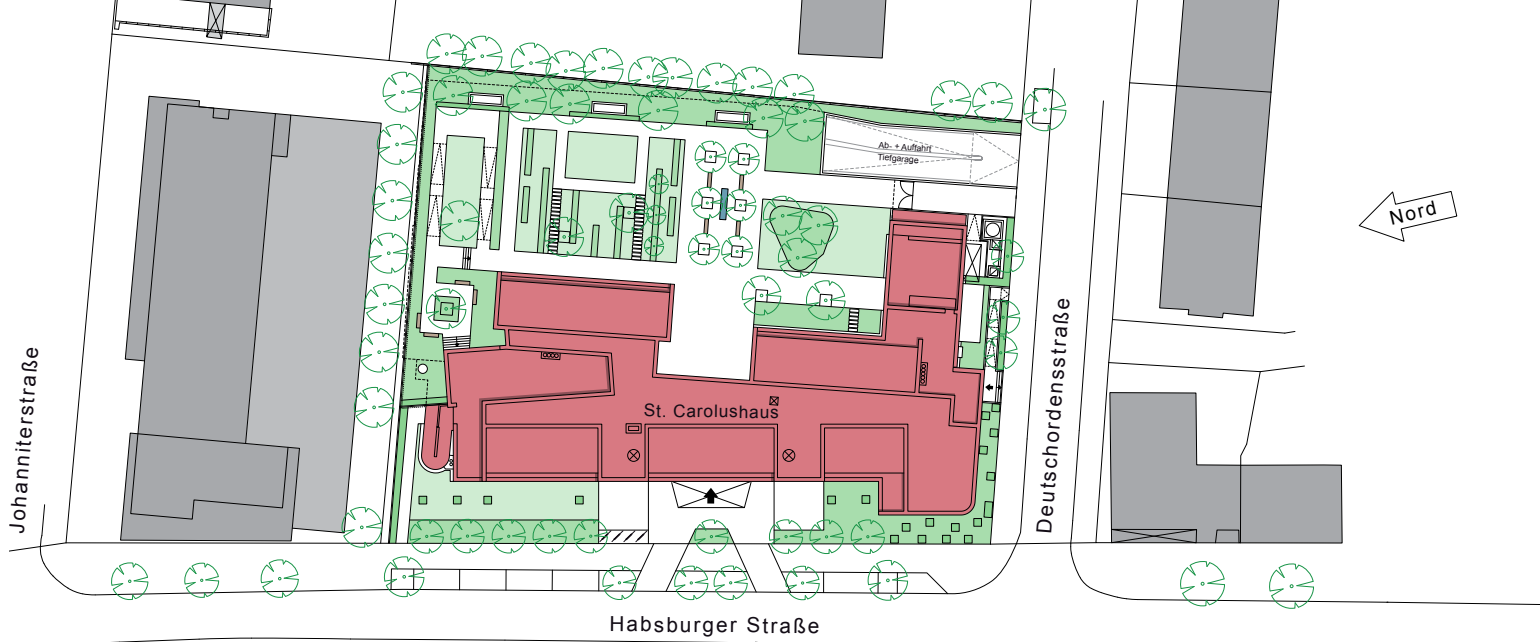 Ab- + Auffahrt
Tiefgarage
Nord
St. Carolushaus
Johanniterstraße
Deutschordensstraße
Habsburger Straße